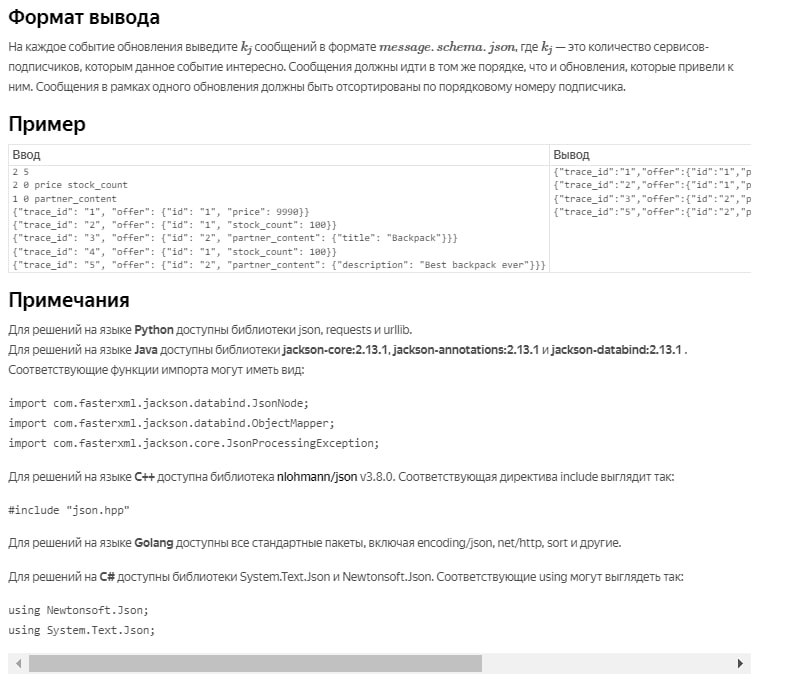 Формат вывода
На каждое событие обновления выведите k_j сообщений в формате message.schema.json, где k_j — это количество сервисов-
подписчиков, которым данное событие интересно. Сообщения должны идти в том же порядке, что и обновления, которые привели к
ним. Сообщения в рамках одного обновления должны быть отсортированы по порядковому номеру подписчика.
Пример
Ввод Вывод
2 5 {"trace_id":"1","offer":{"id":"1","p
2 0 price stock_count {"trace_id":"2","offer":{"id":"1","p
1 0 partner_content {"trace_id":"3","offer":{"id":"2","p
{"trace_id": "1", "offer": {"id": "1", "price": 9990}} {"trace_id":"5","offer":{"id":"2","p
{"trace_id": "2", "offer": {"id": "1", "stock_count": 100}}
{"trace_id": "3", "offer": {"id": "2", "partner_content": {"title": "Backpack"}}}
{"trace_id": "4", "offer": {"id": "1", "stock_count": 100}}
{"trace_id": "5", "offer": {"id": "2", "partner_content": {"description": "Best backpack ever"}}}
Примечания
Для решений на языке Python доступны библиотеки json, requests и urllib.
Для решений на языке Java доступны библиотеки jackson-core:2.13.1, jackson-annotations:2.13.1 и jackson-databind:2.13.1 .
Соответствующие функции импорта могут иметь вид:
import com.fasterxml.jackson.databind.JsonNode;
import com.fasterxml.jackson.databind.ObjectMapper;
import com.fasterxml.jackson.core.JsonProcessingException;
Для решений на языке C++ доступна библиотека nlohmann/json v3.8.0. Соответствующая директива include выглядит так:
#include "json.hpp"
Для решений на языке Golang доступны все стандартные пакеты, включая encoding/json, net/http, sort и другие.
Для решений на C# доступны библиотеки System.Text.Json и Newtonsoft.Json. Соответствующие using могут выглядеть так:
using Newtonsoft.Json;
using System.Text.Json;